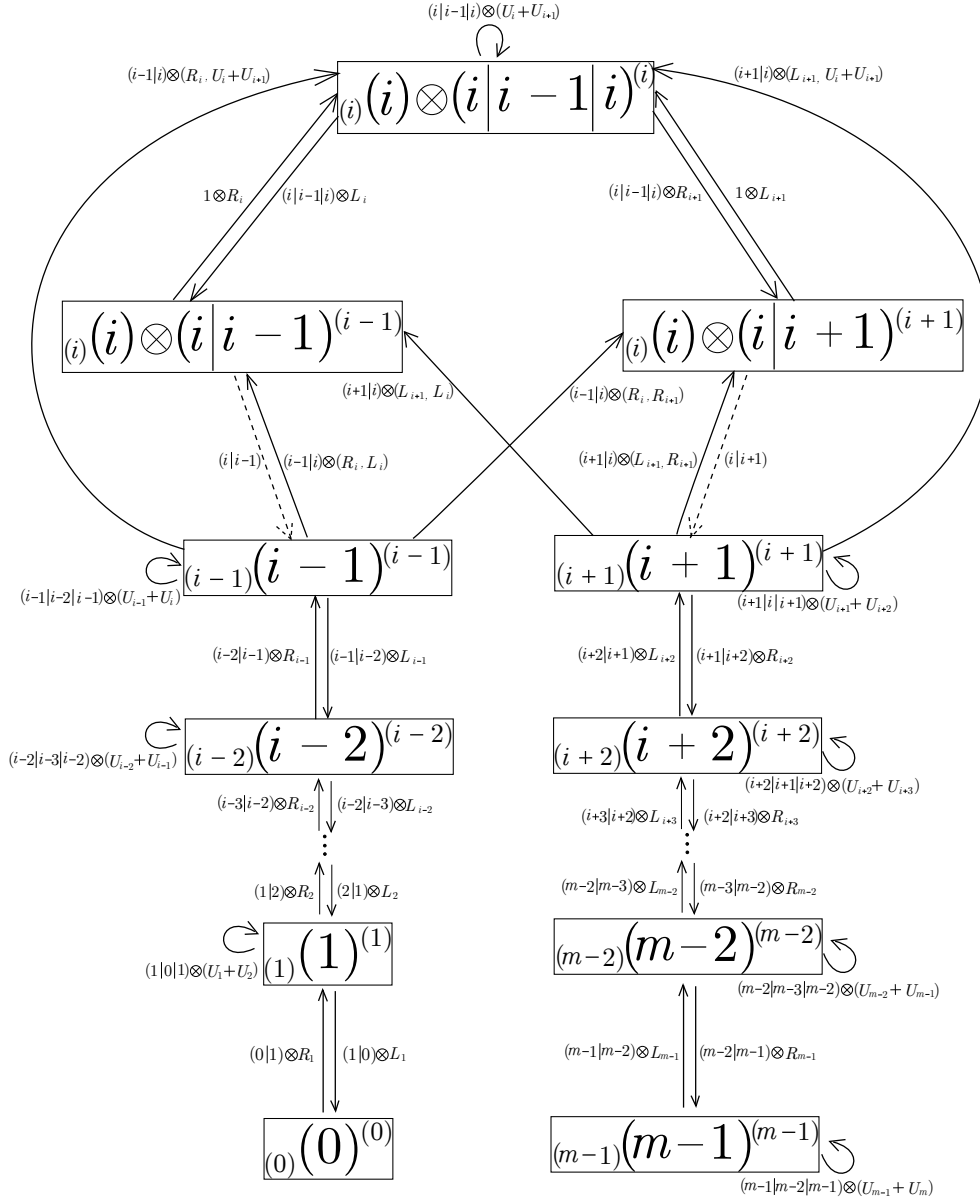 (i|i-1|i)⊗(U_i+U_{i+1})
(i-1|i)⊗(R_i, U_i+U_{i+1})
(i+1|i)⊗(L_{i+1}, U_i+U_{i+1})
_{(i)}(i)⊗(i|i-1|i)^{(i)}
1⊗R_i
(i|i-1|i)⊗L_i
(i|i-1|i)⊗R_{i+1}
1⊗L_{i+1}
_{(i)}(i)⊗(i|i-1)^{(i-1)}
_{(i)}(i)⊗(i|i+1)^{(i+1)}
(i+1|i)⊗(L_{i+1}, L_i)
(i-1|i)⊗(R_i, R_{i+1})
(i|i-1)
(i-1|i)⊗(R_i, L_i)
(i+1|i)⊗(L_{i+1}, R_{i+1})
(i|i+1)
_{(i-1)}(i-1)^{(i-1)}
_{(i+1)}(i+1)^{(i+1)}
(i-1|i-2|i-1)⊗(U_{i-1}+U_i)
(i+1|i|i+1)⊗(U_{i+1}+U_{i+2})
(i-2|i-1)⊗R_{i-1}
(i-1|i-2)⊗L_{i-1}
(i+2|i+1)⊗L_{i+2}
(i+1|i+2)⊗R_{i+2}
_{(i-2)}(i-2)^{(i-2)}
_{(i+2)}(i+2)^{(i+2)}
(i-2|i-3|i-2)⊗(U_{i-2}+U_{i-1})
(i+2|i+1|i+2)⊗(U_{i+2}+U_{i+3})
(i-3|i-2)⊗R_{i-2}
(i-2|i-3)⊗L_{i-2}
(i+3|i+2)⊗L_{i+3}
(i+2|i+3)⊗R_{i+3}
⋮
⋮
(1|2)⊗R_2
(2|1)⊗L_2
(m-2|m-3)⊗L_{m-2}
(m-3|m-2)⊗R_{m-2}
_{(1)}(1)^{(1)}
_{(m-2)}(m-2)^{(m-2)}
(1|0|1)⊗(U_1+U_2)
(m-2|m-3|m-2)⊗(U_{m-2}+U_{m-1})
(0|1)⊗R_1
(1|0)⊗L_1
(m-1|m-2)⊗L_{m-1}
(m-2|m-1)⊗R_{m-1}
_{(0)}(0)^{(0)}
_{(m-1)}(m-1)^{(m-1)}
(m-1|m-2|m-1)⊗(U_{m-1}+U_m)